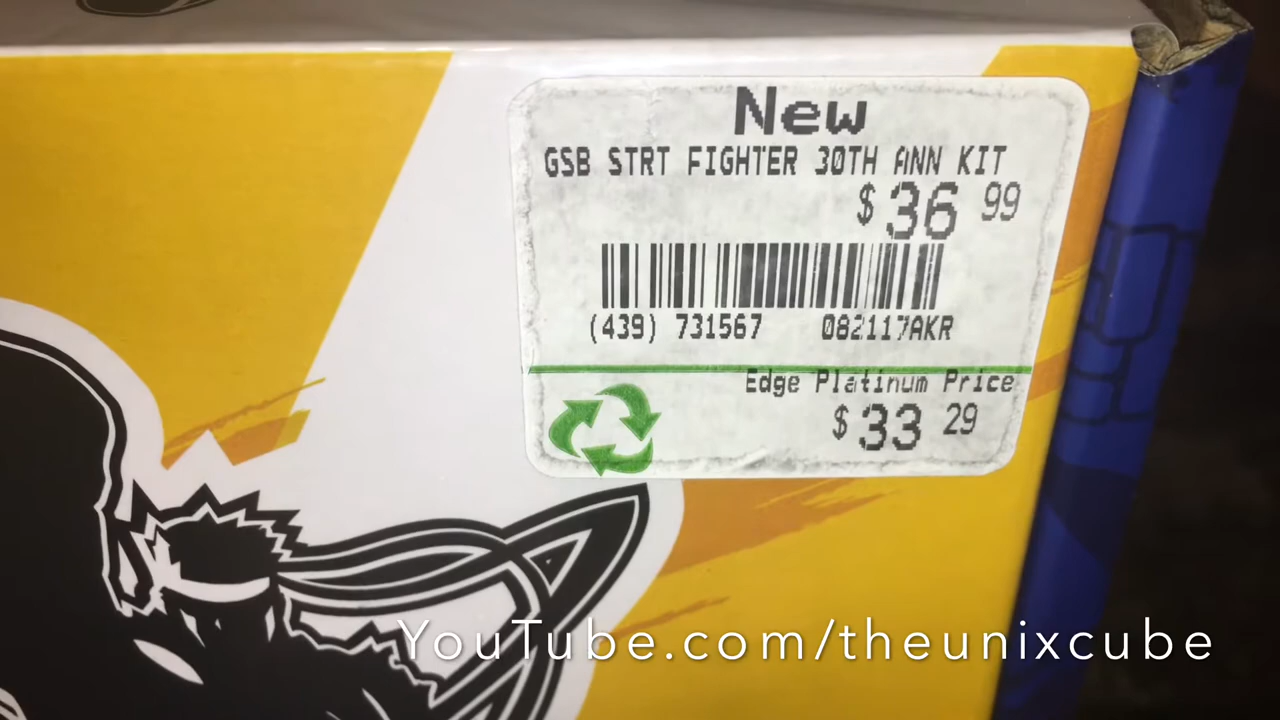 New
GSB STRT FIGHTER 30TH ANN KIT
$ 36 99
(439) 731567 082117AKR
Edge Platinum Price
$ 33 29
YouTube.com/theunixcube